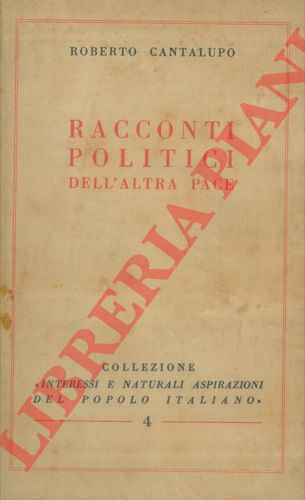 ROBERTO CANTALUPO
RACCONTI
POLITICI
DELL'ALTRA PACE
COLLEZIONE
«INTERESSI E NATURALI ASPIRAZIONI
DEL POPOLO ITALIANO»
4
LIBRERIA PIANI